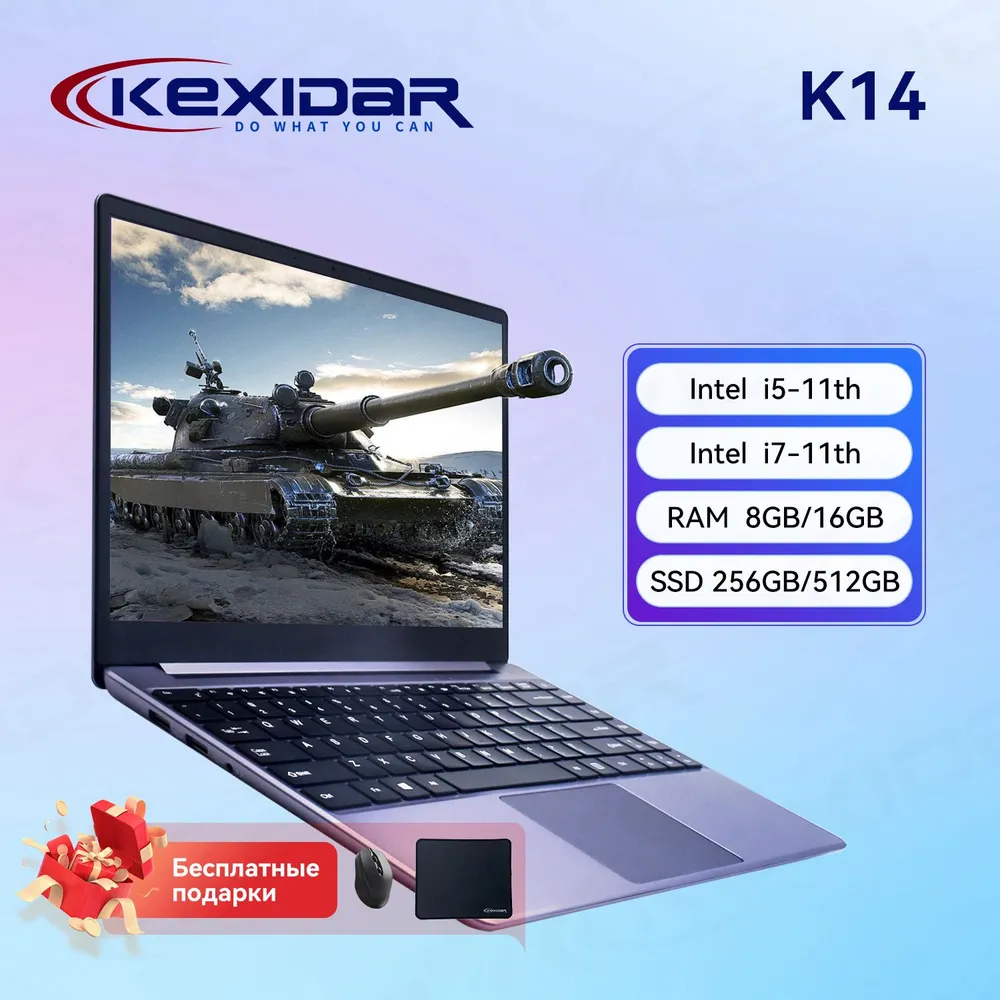 KEXIDAR
DO WHAT YOU CAN
K14
Intel i5-11th
Intel i7-11th
RAM 8GB/16GB
SSD 256GB/512GB
Q W E R T Y U I O P
A S D F G H J K L
Z X C V B N M
Бесплатные
подарки
KEXIDAR